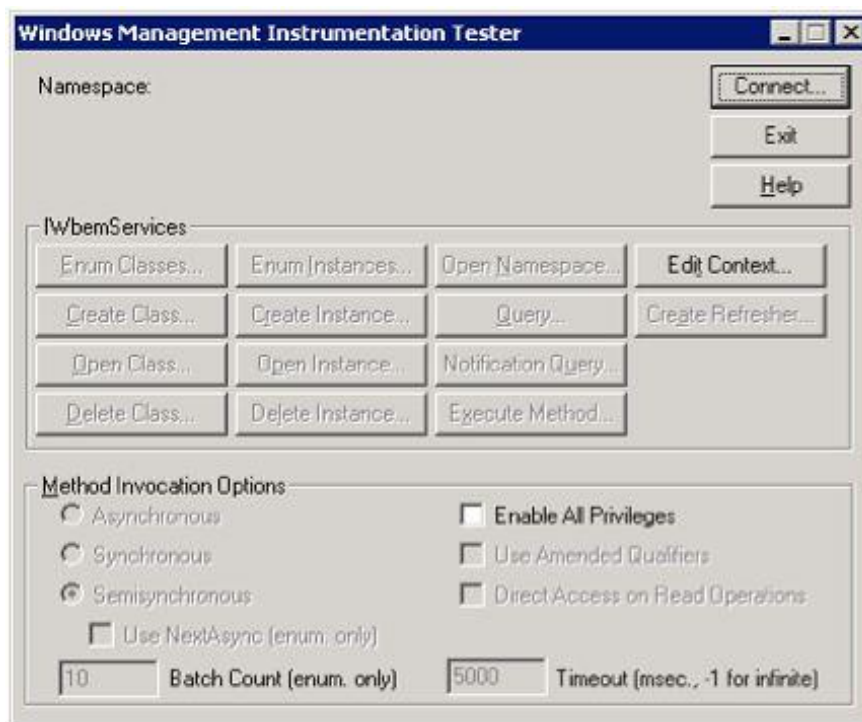 Windows Management Instrumentation Tester
Namespace:
Connect...
Exit
Help
IWbemServices
Enum Classes... Enum Instances... Open Namespace... Edit Context...
Create Class... Create Instance... Query... Create Refresher...
Open Class... Open Instance... Notification Query...
Delete Class... Delete Instance... Execute Method...
Method Invocation Options
Asynchronous Enable All Privileges
Synchronous Use Amended Qualifiers
Semisynchronous Direct Access on Read Operations
Use NextAsync (enum. only)
10 Batch Count (enum. only) 5000 Timeout (msec., -1 for infinite)